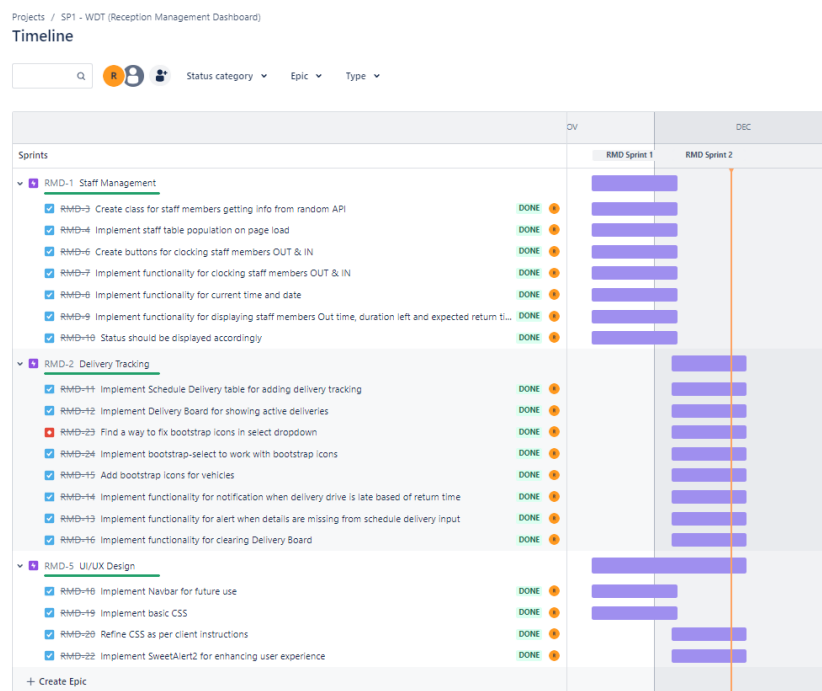 Projects / SP1 - WDT (Reception Management Dashboard)
Timeline
R Status category Epic Type
OV DEC
Sprints RMD Sprint 1 RMD Sprint 2
RMD-1 Staff Management
RMD-3 Create class for staff members getting info from random API DONE R
RMD-4 Implement staff table population on page load DONE R
RMD-6 Create buttons for clocking staff members OUT & IN DONE R
RMD-7 Implement functionality for clocking staff members OUT & IN DONE R
RMD-8 Implement functionality for current time and date DONE R
RMD-9 Implement functionality for displaying staff members Out time, duration left and expected return ti... DONE R
RMD-10 Status should be displayed accordingly DONE R
RMD-2 Delivery Tracking
RMD-11 Implement Schedule Delivery table for adding delivery tracking DONE R
RMD-12 Implement Delivery Board for showing active deliveries DONE R
RMD-23 Find a way to fix bootstrap icons in select dropdown DONE R
RMD-24 Implement bootstrap-select to work with bootstrap icons DONE R
RMD-15 Add bootstrap icons for vehicles DONE R
RMD-14 Implement functionality for notification when delivery drive is late based of return time DONE R
RMD-13 Implement functionality for alert when details are missing from schedule delivery input DONE R
RMD-16 Implement functionality for clearing Delivery Board DONE R
RMD-5 UI/UX Design
RMD-18 Implement Navbar for future use DONE R
RMD-19 Implement basic CSS DONE R
RMD-20 Refine CSS as per client instructions DONE R
RMD-22 Implement SweetAlert2 for enhancing user experience DONE R
+ Create Epic